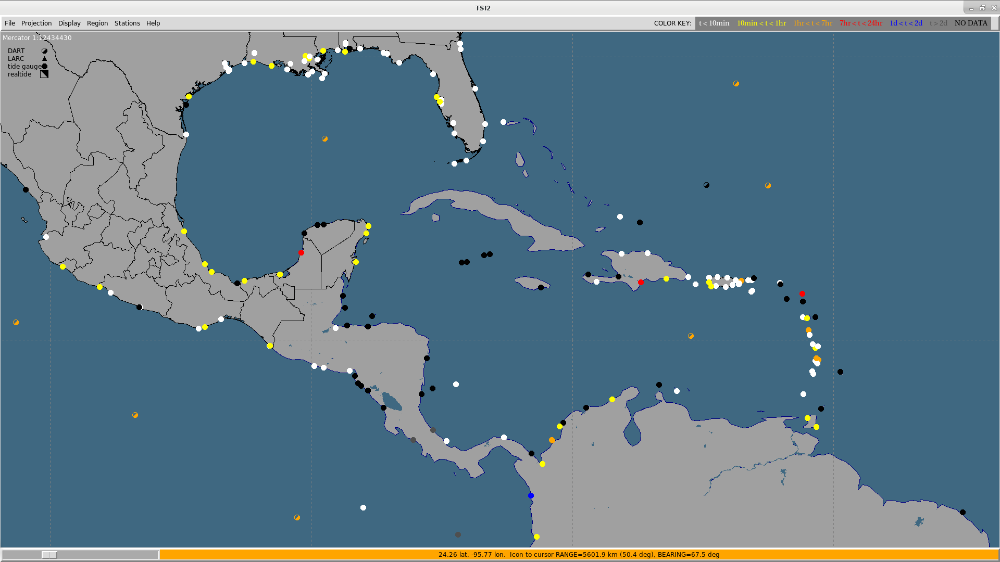 TSI2
File Projection Display Region Stations Help COLOR KEY: t < 10min 10min < t < 1hr 1hr < t < 7hr 7hr < t < 24hr 1d < t < 2d t > 2d NO DATA
Mercator 1:12434430
DART
LARC
tide gauge
realtide
24.26 lat, -95.77 lon. Icon to cursor RANGE=5601.9 km (50.4 deg), BEARING=67.5 deg